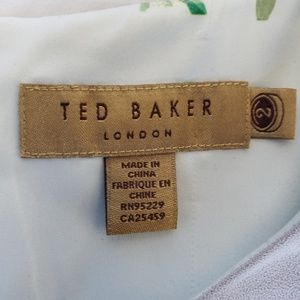 TED BAKER
LONDON
2
MADE IN
CHINA
FABRIQUE EN
CHINE
RN95229
CA25459